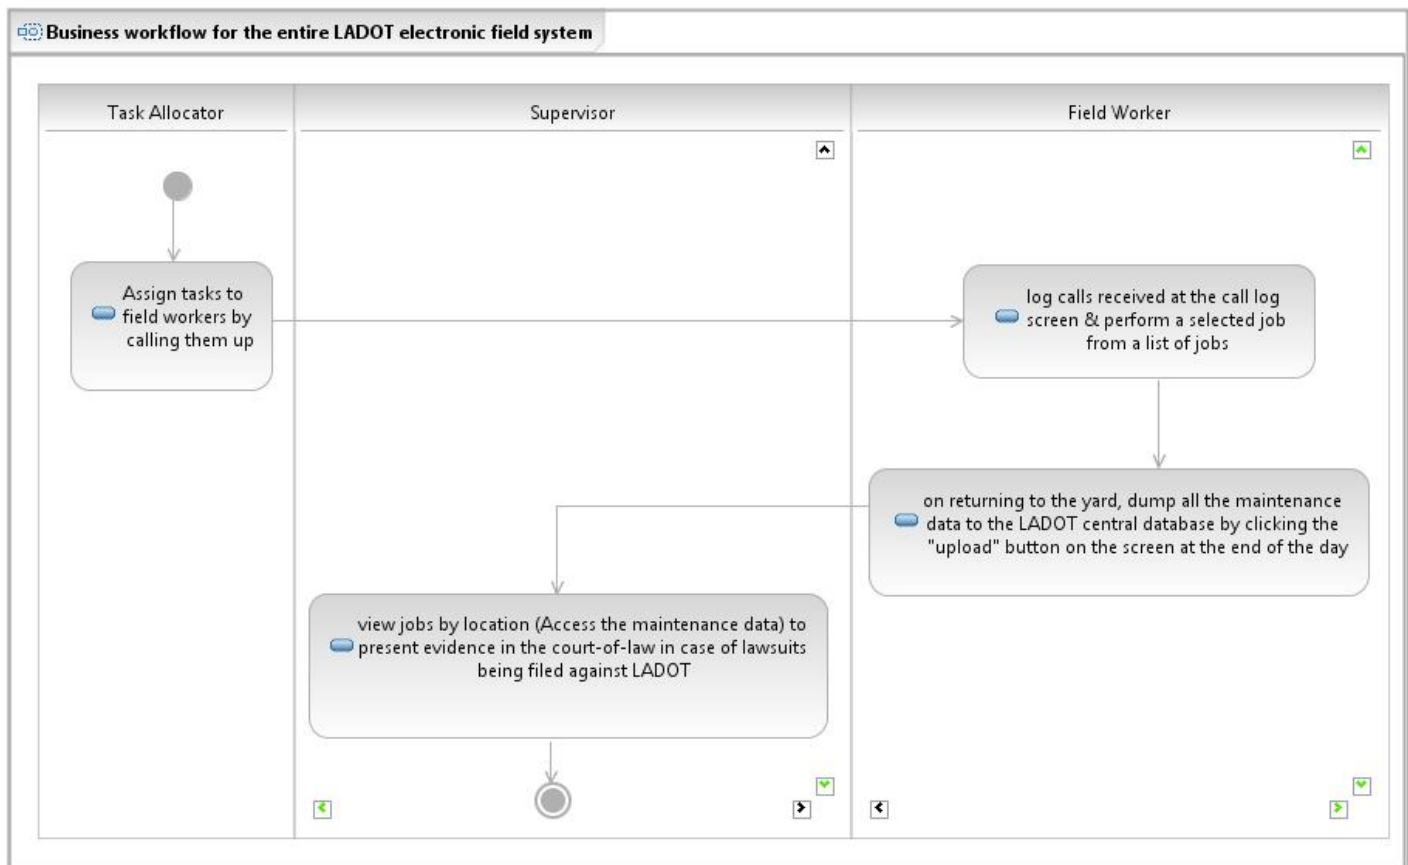 Business workflow for the entire LADOT electronic field system
Task Allocator
Supervisor
Field Worker
Assign tasks to
field workers by
calling them up
log calls received at the call log
screen & perform a selected job
from a list of jobs
on returning to the yard, dump all the maintenance
data to the LADOT central database by clicking the
"upload" button on the screen at the end of the day
view jobs by location (Access the maintenance data) to
present evidence in the court-of-law in case of lawsuits
being filed against LADOT